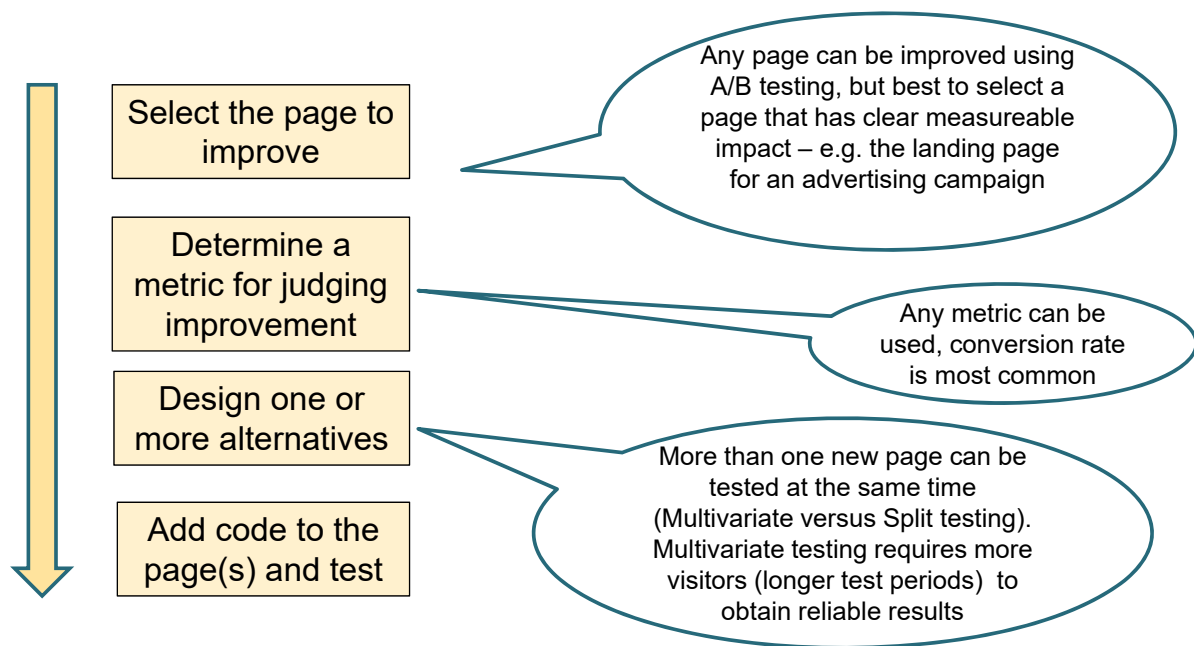 Select the page to
improve
Any page can be improved using
A/B testing, but best to select a
page that has clear measureable
impact – e.g. the landing page
for an advertising campaign
Determine a
metric for judging
improvement
Any metric can be
used, conversion rate
is most common
Design one or
more alternatives
More than one new page can be
tested at the same time
(Multivariate versus Split testing).
Multivariate testing requires more
visitors (longer test periods) to
obtain reliable results
Add code to the
page(s) and test